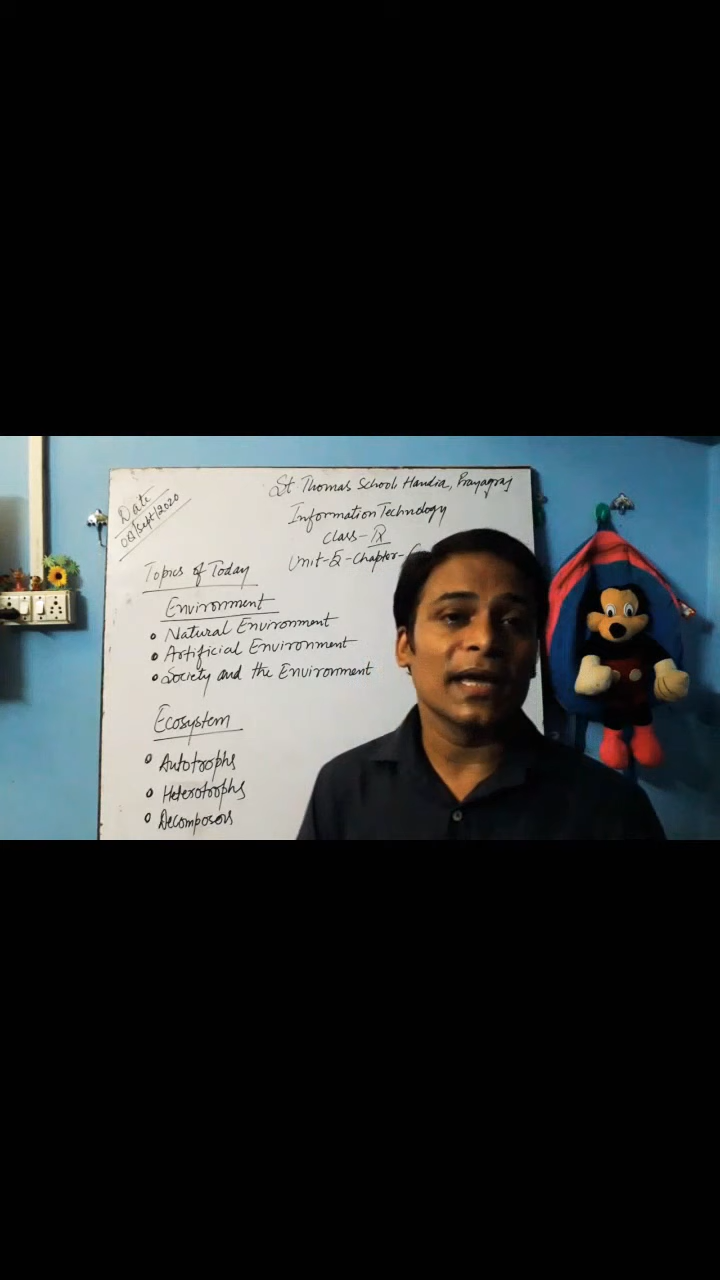 Date
08/Sept/2020
St. Thomas School Handia, Prayagraj
Information Technology
Class-IX
Unit-5-Chapter-
Topics of Today
Environment
Natural Environment
Artificial Environment
Society and the Environment
Ecosystem
Autotrophs
Heterotrophs
Decomposers